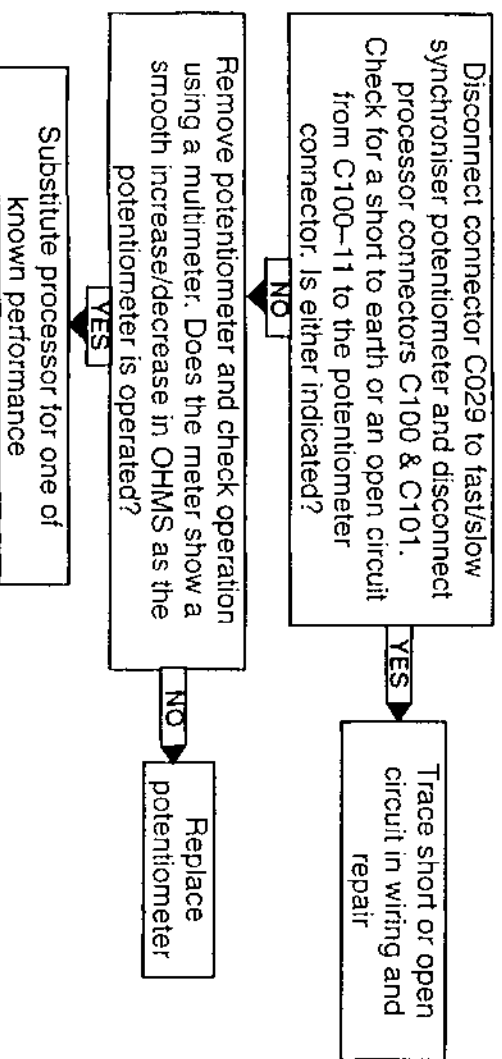 Disconnect connector C029 to fast/slow
synchroniser potentiometer and disconnect
processor connectors C100 & C101.
Check for a short to earth or an open circuit
from C100–11 to the potentiometer
connector. Is either indicated?
YES
Trace short or open
circuit in wiring and
repair
NO
Remove potentiometer and check operation
using a multimeter. Does the meter show a
smooth increase/decrease in OHMS as the
potentiometer is operated?
NO
Replace
potentiometer
YES
Substitute processor for one of
known performance